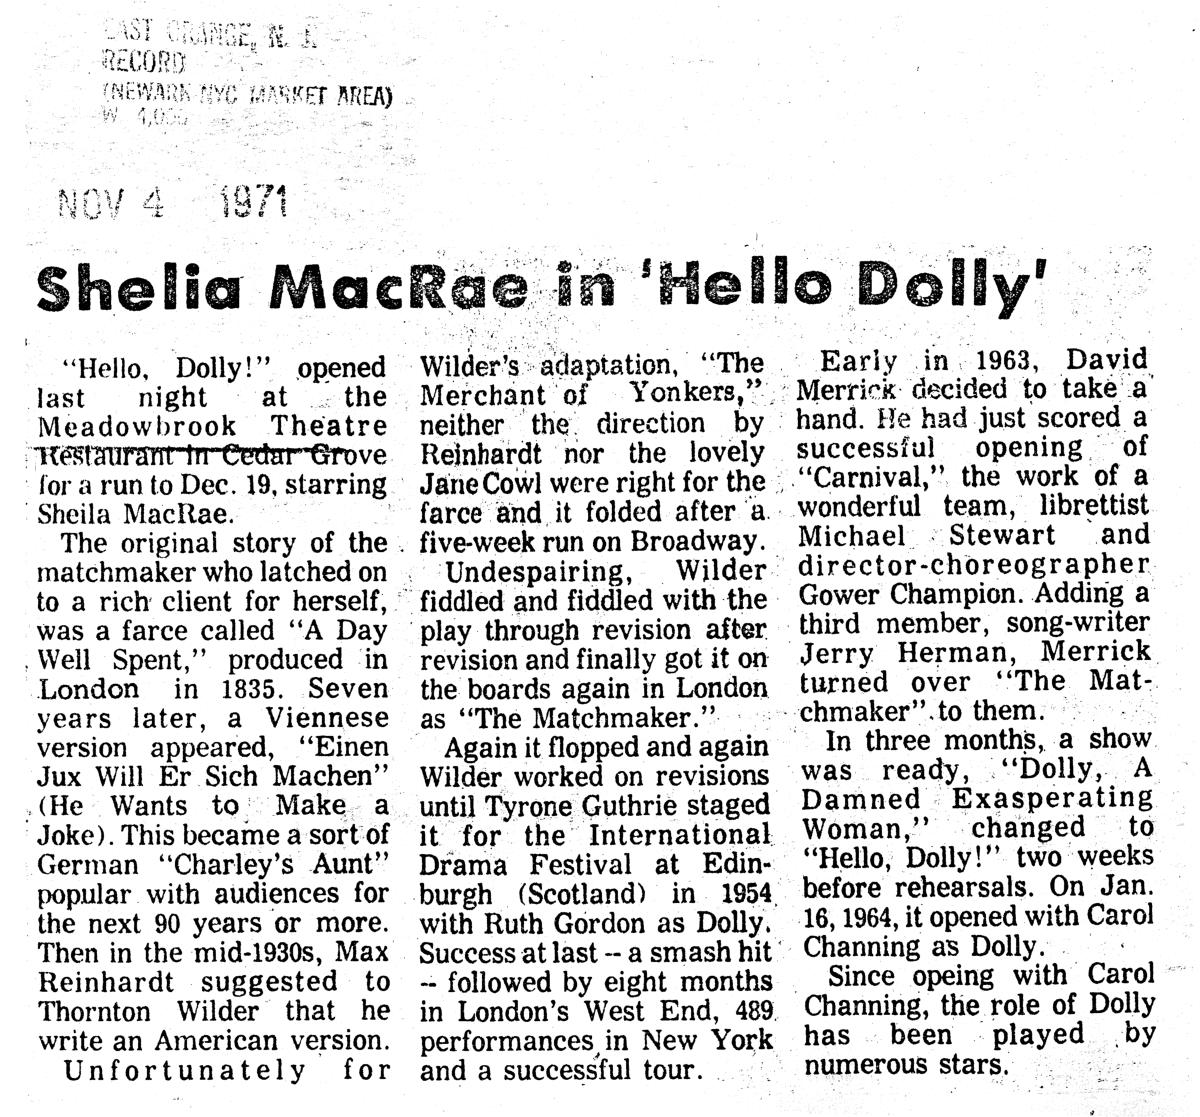 EAST ORANGE, N. J.
RECORD
(NEWARK NYC MARKET AREA)
W 4,000
NOV 4 1971
Shelia MacRae in 'Hello Dolly'
"Hello, Dolly!" opened
last night at the
Meadowbrook Theatre
Restaurant in Cedar Grove
for a run to Dec. 19, starring
Sheila MacRae.
The original story of the
matchmaker who latched on
to a rich client for herself,
was a farce called "A Day
Well Spent," produced in
London in 1835. Seven
years later, a Viennese
version appeared, "Einen
Jux Will Er Sich Machen"
(He Wants to Make a
Joke). This became a sort of
German "Charley's Aunt"
popular with audiences for
the next 90 years or more.
Then in the mid-1930s, Max
Reinhardt suggested to
Thornton Wilder that he
write an American version.
Unfortunately for
Wilder's adaptation, "The
Merchant of Yonkers,"
neither the direction by
Reinhardt nor the lovely
Jane Cowl were right for the
farce and it folded after a
five-week run on Broadway.
Undespairing, Wilder
fiddled and fiddled with the
play through revision after
revision and finally got it on
the boards again in London
as "The Matchmaker."
Again it flopped and again
Wilder worked on revisions
until Tyrone Guthrie staged
it for the International
Drama Festival at Edin-
burgh (Scotland) in 1954
with Ruth Gordon as Dolly.
Success at last -- a smash hit
-- followed by eight months
in London's West End, 489
performances in New York
and a successful tour.
Early in 1963, David
Merrick decided to take a
hand. He had just scored a
successful opening of
"Carnival," the work of a
wonderful team, librettist
Michael Stewart and
director-choreographer
Gower Champion. Adding a
third member, song-writer
Jerry Herman, Merrick
turned over "The Mat-
chmaker" to them.
In three months, a show
was ready, "Dolly, A
Damned Exasperating
Woman," changed to
"Hello, Dolly!" two weeks
before rehearsals. On Jan.
16, 1964, it opened with Carol
Channing as Dolly.
Since opeing with Carol
Channing, the role of Dolly
has been played by
numerous stars.